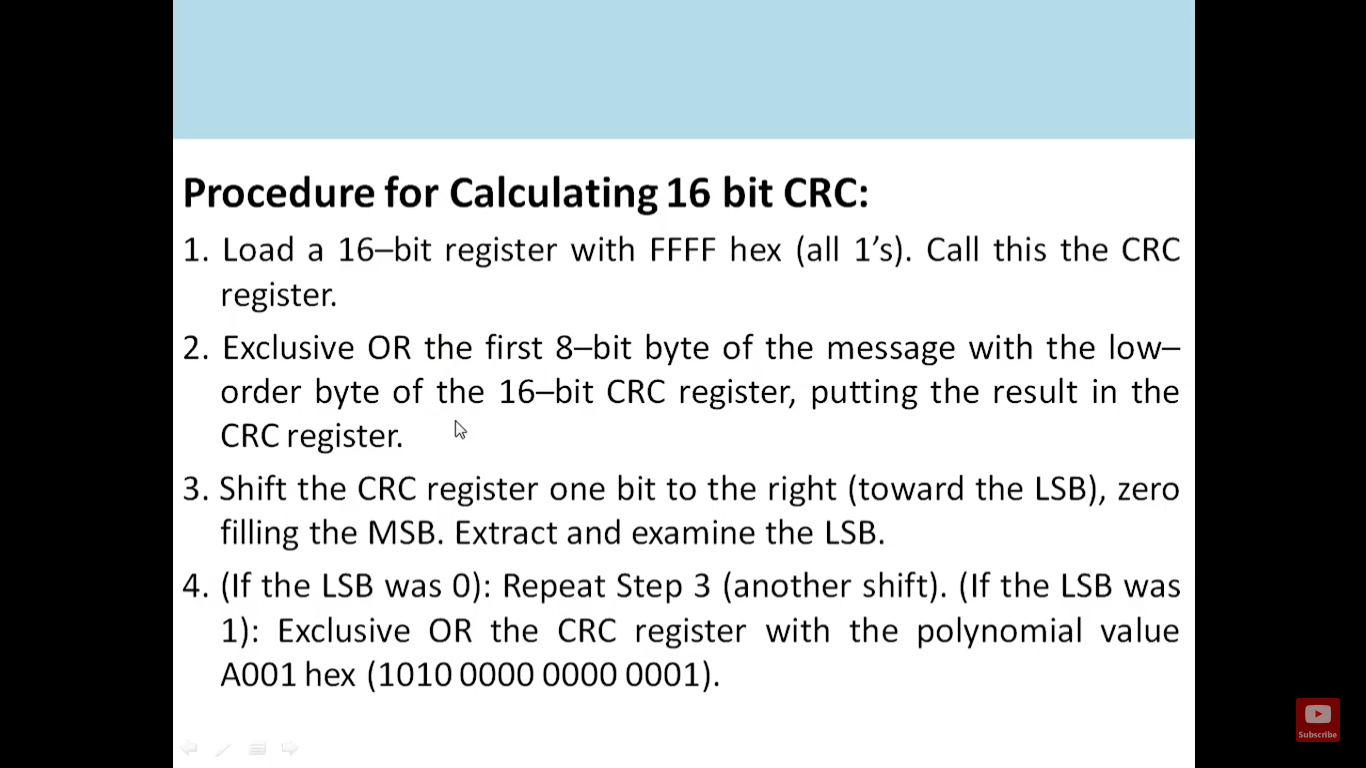 Procedure for Calculating 16 bit CRC:
1. Load a 16–bit register with FFFF hex (all 1’s). Call this the CRC
register.
2. Exclusive OR the first 8–bit byte of the message with the low–
order byte of the 16–bit CRC register, putting the result in the
CRC register.
3. Shift the CRC register one bit to the right (toward the LSB), zero
filling the MSB. Extract and examine the LSB.
4. (If the LSB was 0): Repeat Step 3 (another shift). (If the LSB was
1): Exclusive OR the CRC register with the polynomial value
A001 hex (1010 0000 0000 0001).
Subscribe